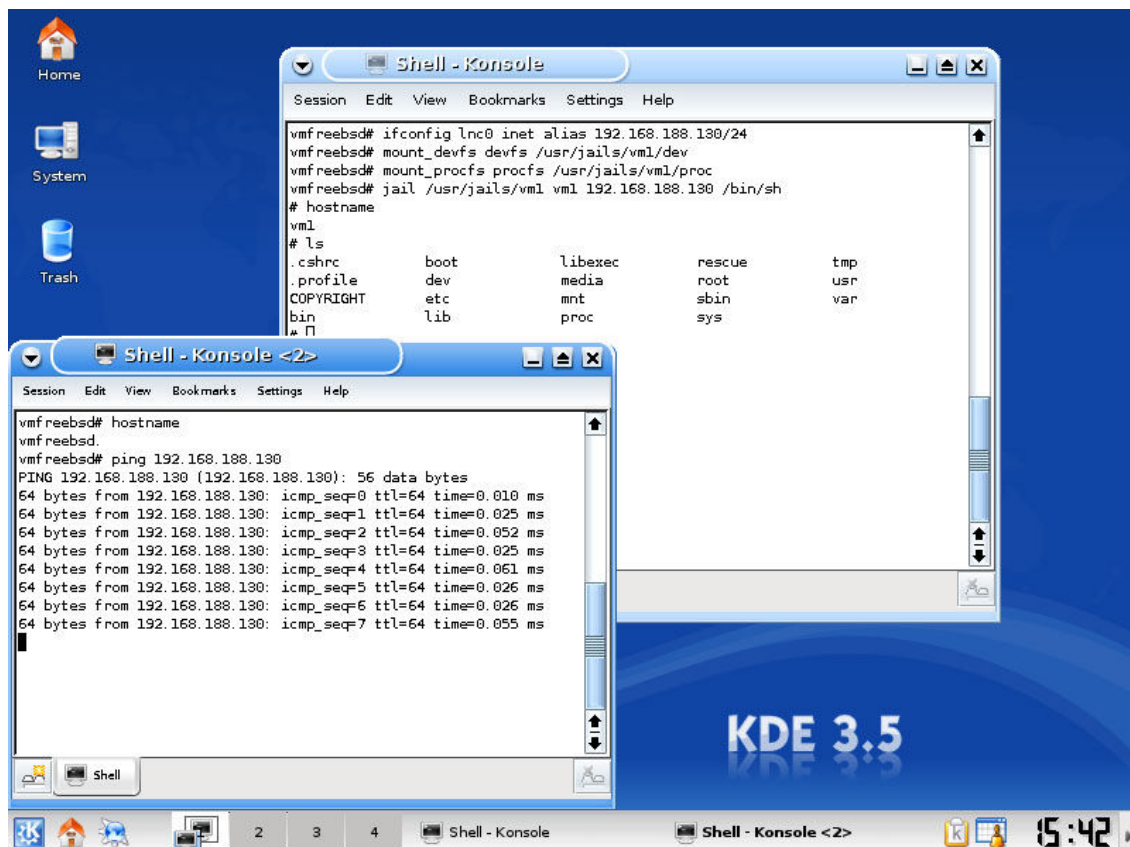 Home
System
Trash
Shell - Konsole
Session Edit View Bookmarks Settings Help
vmfreebsd# ifconfig lnc0 inet alias 192.168.188.130/24
vmfreebsd# mount_devfs devfs /usr/jails/vm1/dev
vmfreebsd# mount_procfs procfs /usr/jails/vm1/proc
vmfreebsd# jail /usr/jails/vm1 vm1 192.168.188.130 /bin/sh
# hostname
vm1
# ls
.cshrc boot libexec rescue tmp
.profile dev media root usr
COPYRIGHT etc mnt sbin var
bin lib proc sys
#
Shell - Konsole <2>
Session Edit View Bookmarks Settings Help
vmfreebsd# hostname
vmfreebsd.
vmfreebsd# ping 192.168.188.130
PING 192.168.188.130 (192.168.188.130): 56 data bytes
64 bytes from 192.168.188.130: icmp_seq=0 ttl=64 time=0.010 ms
64 bytes from 192.168.188.130: icmp_seq=1 ttl=64 time=0.025 ms
64 bytes from 192.168.188.130: icmp_seq=2 ttl=64 time=0.052 ms
64 bytes from 192.168.188.130: icmp_seq=3 ttl=64 time=0.025 ms
64 bytes from 192.168.188.130: icmp_seq=4 ttl=64 time=0.061 ms
64 bytes from 192.168.188.130: icmp_seq=5 ttl=64 time=0.026 ms
64 bytes from 192.168.188.130: icmp_seq=6 ttl=64 time=0.026 ms
64 bytes from 192.168.188.130: icmp_seq=7 ttl=64 time=0.055 ms
Shell
KDE 3.5
2 3 4 Shell - Konsole Shell - Konsole <2> 15:42